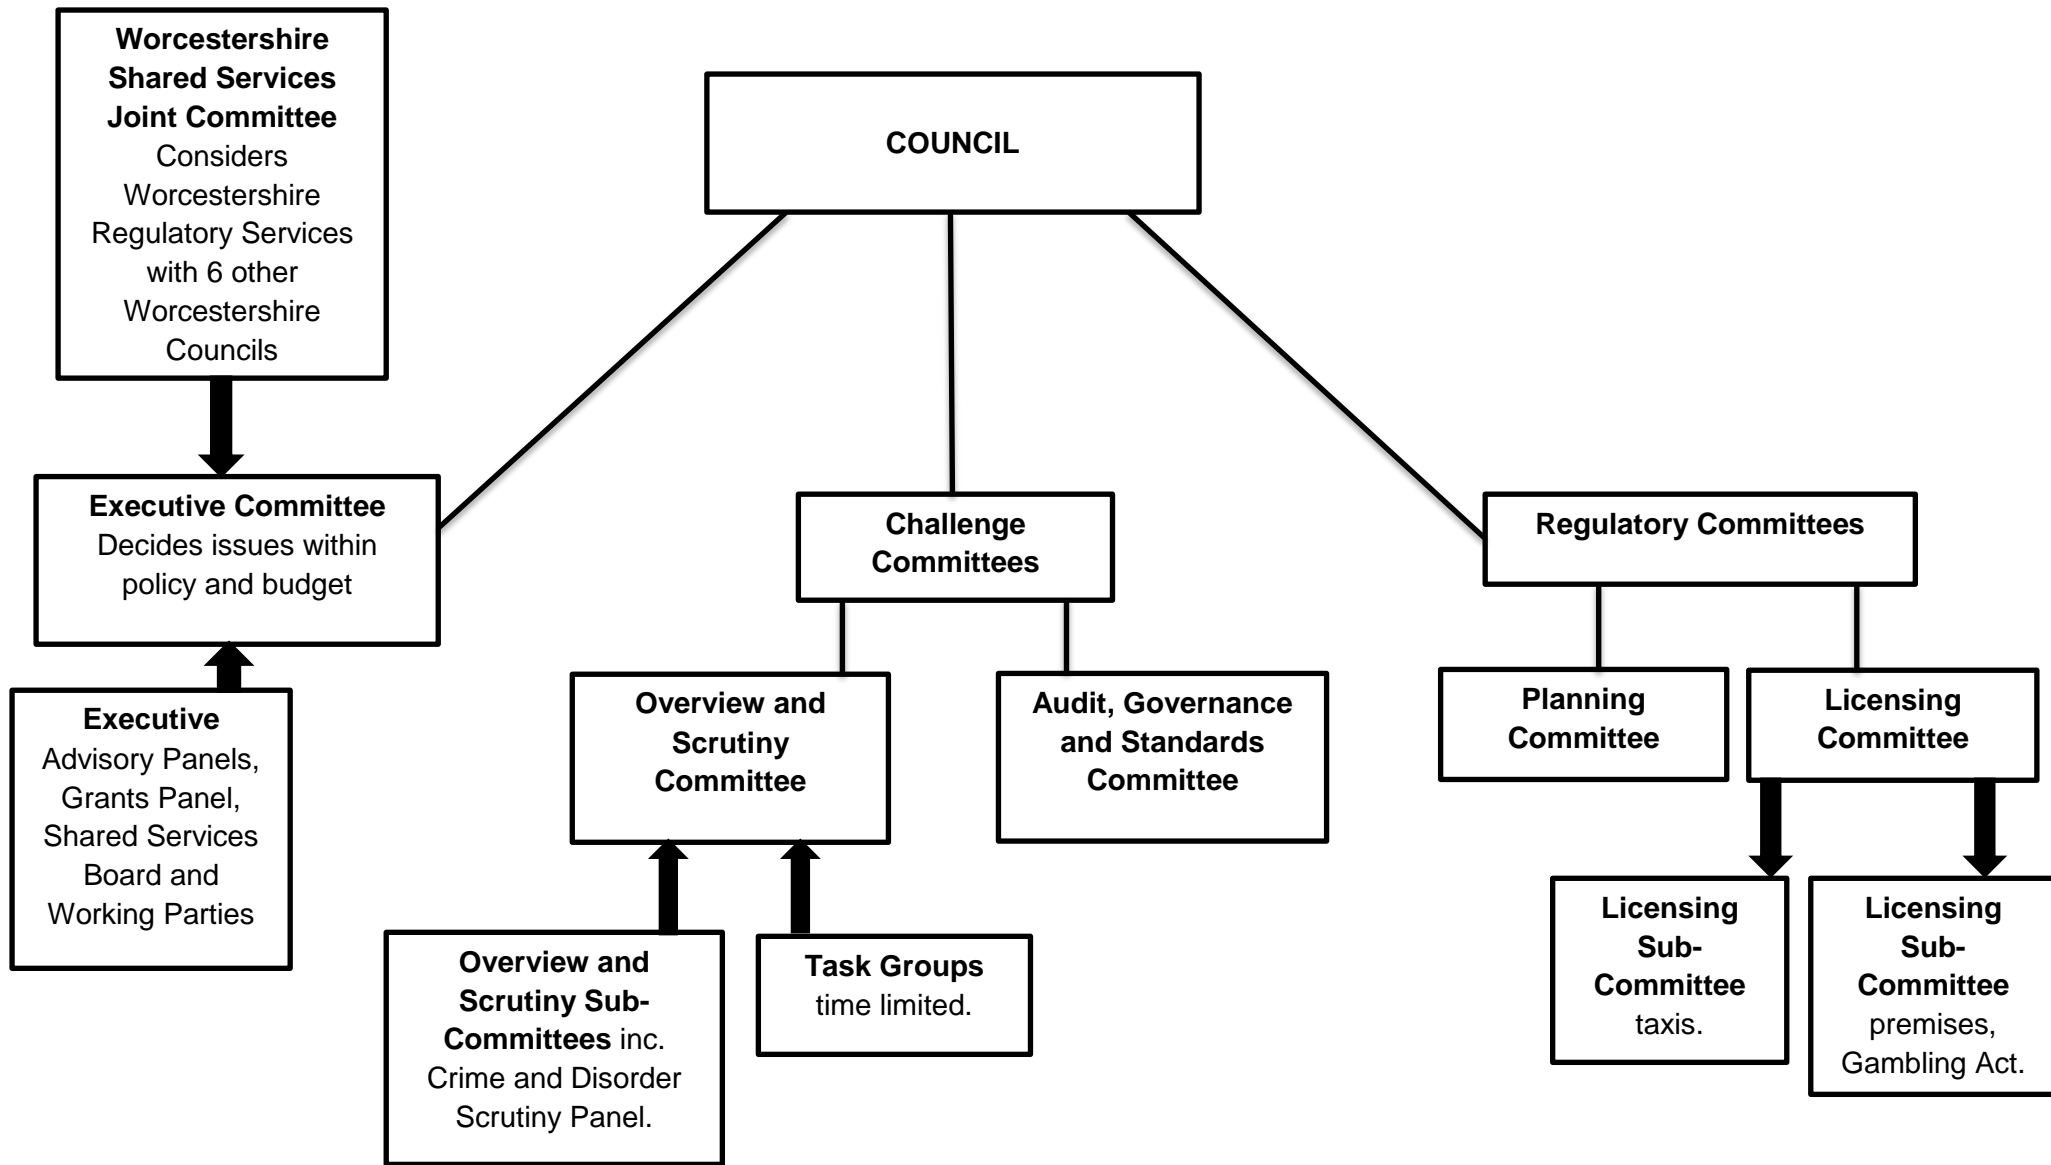 Worcestershire
Shared Services
Joint Committee
Considers
Worcestershire
Regulatory Services
with 6 other
Worcestershire
Councils
COUNCIL
Executive Committee
Decides issues within
policy and budget
Challenge
Committees
Regulatory Committees
Executive
Advisory Panels,
Grants Panel,
Shared Services
Board and
Working Parties
Overview and
Scrutiny
Committee
Audit, Governance
and Standards
Committee
Planning
Committee
Licensing
Committee
Overview and
Scrutiny Sub-
Committees inc.
Crime and Disorder
Scrutiny Panel.
Task Groups
time limited.
Licensing
Sub-
Committee
taxis.
Licensing
Sub-
Committee
premises,
Gambling Act.